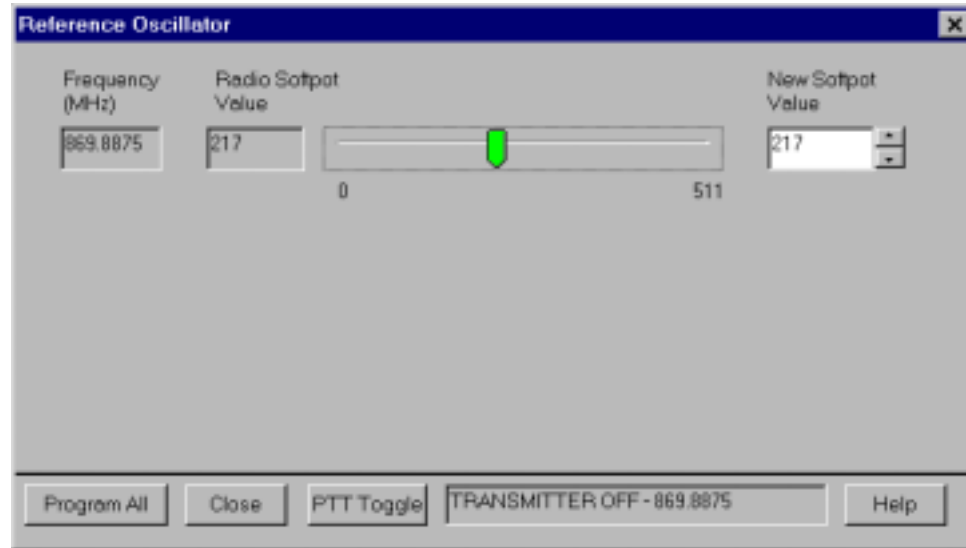 Reference Oscillator
Frequency
(MHz)
Radio Softpot
Value
New Softpot
Value
869.8875
217
217
0
511
Program All
Close
PTT Toggle
TRANSMITTER OFF - 869.8875
Help